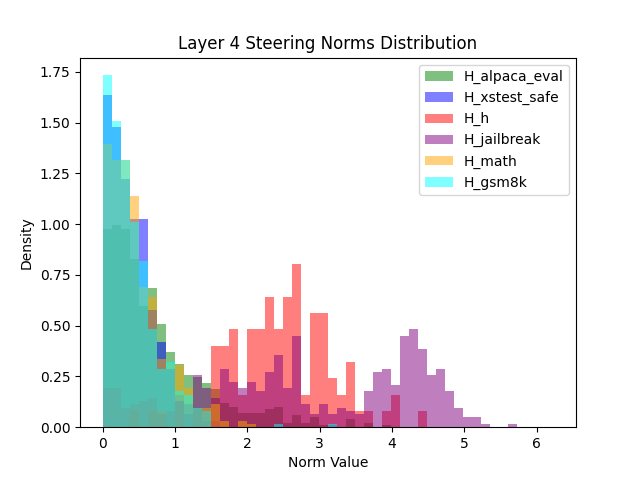 Layer 4 Steering Norms Distribution
H_alpaca_eval
H_xstest_safe
H_h
H_jailbreak
H_math
H_gsm8k
1.75
1.50
1.25
1.00
0.75
0.50
0.25
0.00
Density
0 1 2 3 4 5 6
Norm Value